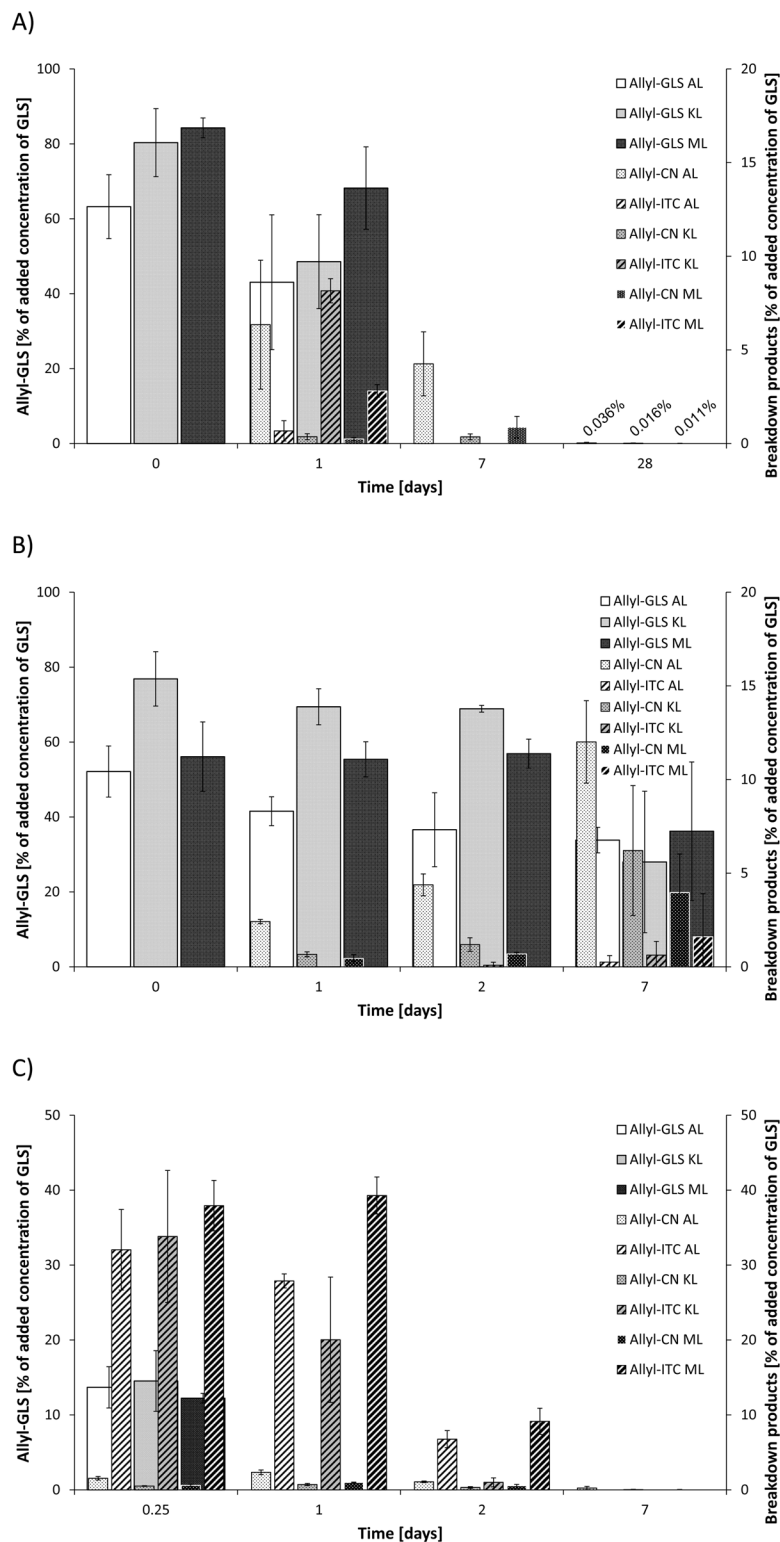 A)
Allyl-GLS [% of added concentration of GLS]
100
80
60
40
20
0
20
15
10
5
0
Breakdown products [% of added concentration of GLS]
Allyl-GLS AL
Allyl-GLS KL
Allyl-GLS ML
Allyl-CN AL
Allyl-ITC AL
Allyl-CN KL
Allyl-ITC KL
Allyl-CN ML
Allyl-ITC ML
0.036%
0.016%
0.011%
0
1
7
28
Time [days]
B)
Allyl-GLS [% of added concentration of GLS]
100
80
60
40
20
0
20
15
10
5
0
Breakdown products [% of added concentration of GLS]
Allyl-GLS AL
Allyl-GLS KL
Allyl-GLS ML
Allyl-CN AL
Allyl-ITC AL
Allyl-CN KL
Allyl-ITC KL
Allyl-CN ML
Allyl-ITC ML
0
1
2
7
Time [days]
C)
Allyl-GLS [% of added concentration of GLS]
50
40
30
20
10
0
50
40
30
20
10
0
Breakdown products [% of added concentration of GLS]
Allyl-GLS AL
Allyl-GLS KL
Allyl-GLS ML
Allyl-CN AL
Allyl-ITC AL
Allyl-CN KL
Allyl-ITC KL
Allyl-CN ML
Allyl-ITC ML
0.25
1
2
7
Time [days]